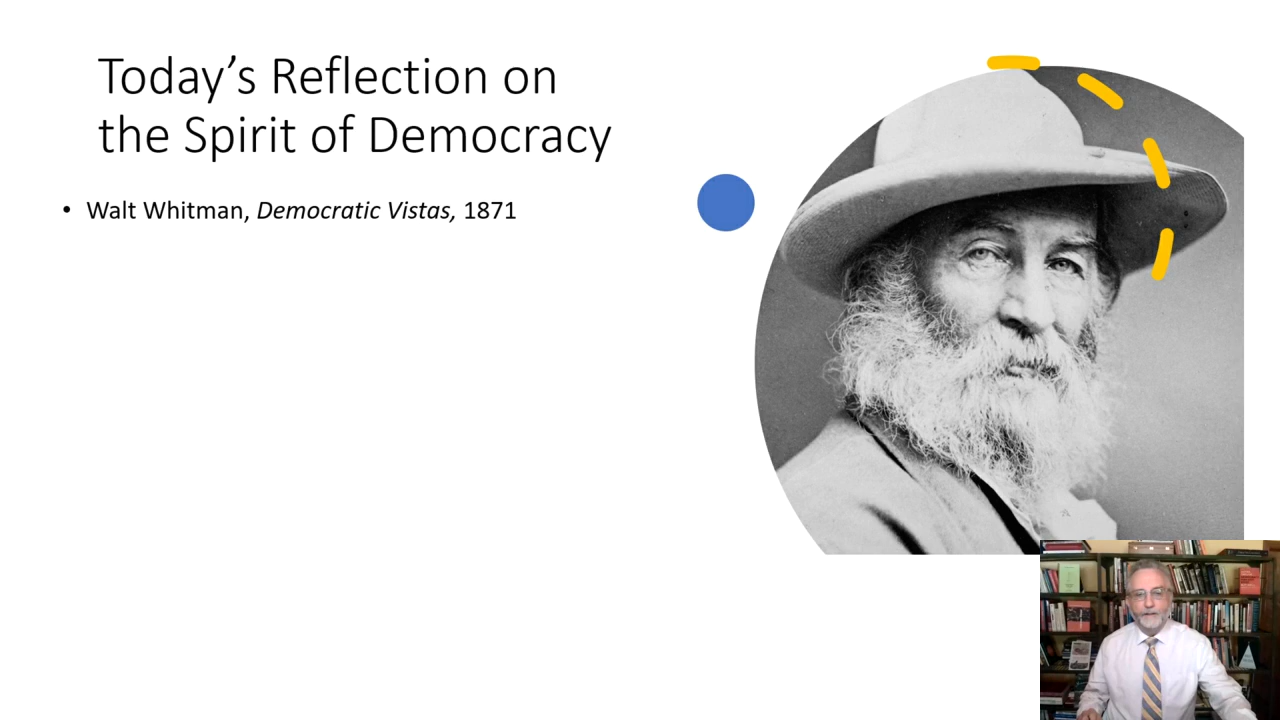 Today’s Reflection on
the Spirit of Democracy
• Walt Whitman, Democratic Vistas, 1871